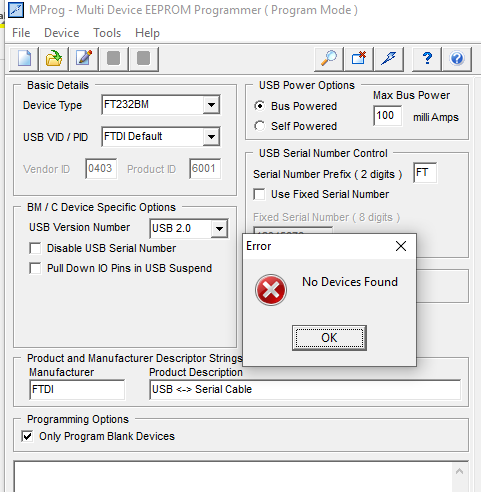 MProg - Multi Device EEPROM Programmer ( Program Mode )
File Device Tools Help
Basic Details
Device Type FT232BM
USB VID / PID FTDI Default
Vendor ID 0403 Product ID 6001
USB Power Options
Bus Powered
Self Powered
Max Bus Power
100 milli Amps
USB Serial Number Control
Serial Number Prefix ( 2 digits ) FT
Use Fixed Serial Number
Fixed Serial Number ( 8 digits )
BM / C Device Specific Options
USB Version Number USB 2.0
Disable USB Serial Number
Pull Down IO Pins in USB Suspend
Error
No Devices Found
OK
Product and Manufacturer Descriptor Strings
Manufacturer Product Description
FTDI USB <-> Serial Cable
Programming Options
Only Program Blank Devices